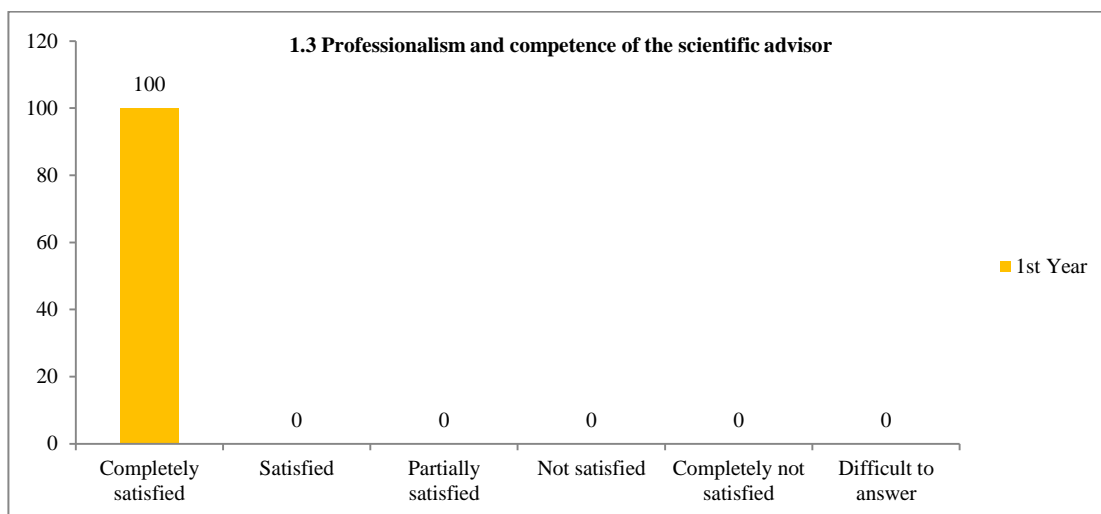 1.3 Professionalism and competence of the scientific advisor
120
100
80
60
40
20
0
100
0
0
0
0
0
Completely
satisfied
Satisfied
Partially
satisfied
Not satisfied
Completely not
satisfied
Difficult to
answer
1st Year